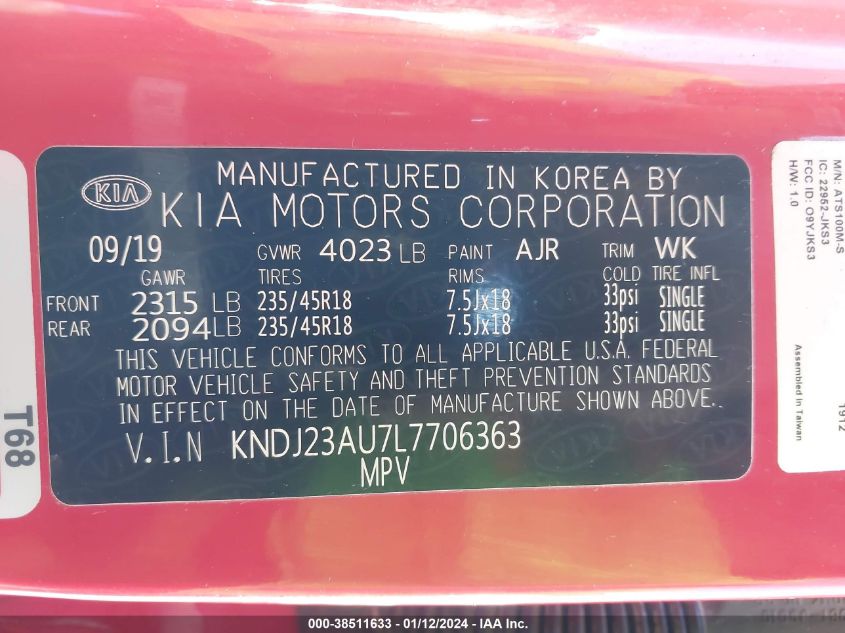 KIA
MANUFACTURED IN KOREA BY
KIA MOTORS CORPORATION
09/19 GVWR 4023 LB PAINT AJR TRIM WK
GAWR TIRES RIMS COLD TIRE INFL
FRONT 2315 LB 235/45R18 7.5Jx18 33psi SINGLE
REAR 2094 LB 235/45R18 7.5Jx18 33psi SINGLE
THIS VEHICLE CONFORMS TO ALL APPLICABLE U.S.A. FEDERAL
MOTOR VEHICLE SAFETY AND THEFT PREVENTION STANDARDS
IN EFFECT ON THE DATE OF MANUFACTURE SHOWN ABOVE.
V.I.N KNDJ23AU7L7706363
MPV
T68
M/N: ATS100M-S
IC: 22952-JKS3
FCC ID: O9YJKS3
H/W: 1.0
Assembled In Taiwan
1912
000-38511633 - 01/12/2024 - IAAI.com